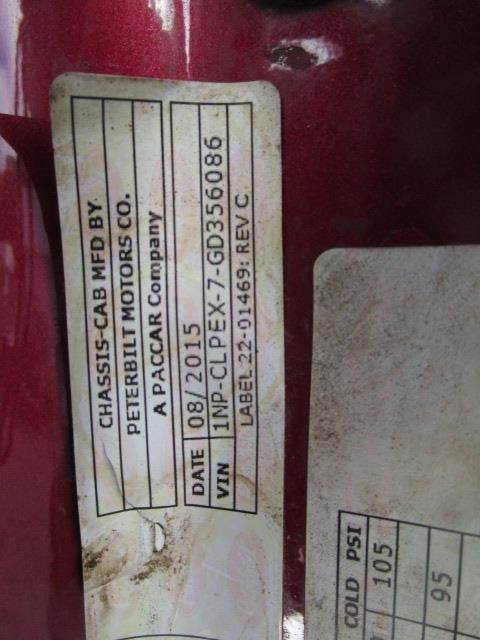 CHASSIS-CAB MFD BY.
PETERBILT MOTORS CO.
A PACCAR Company
DATE 08/2015
VIN 1NP-CLPEX-7-GD356086
LABEL 22-01469: REV C
COLD PSI
105
95